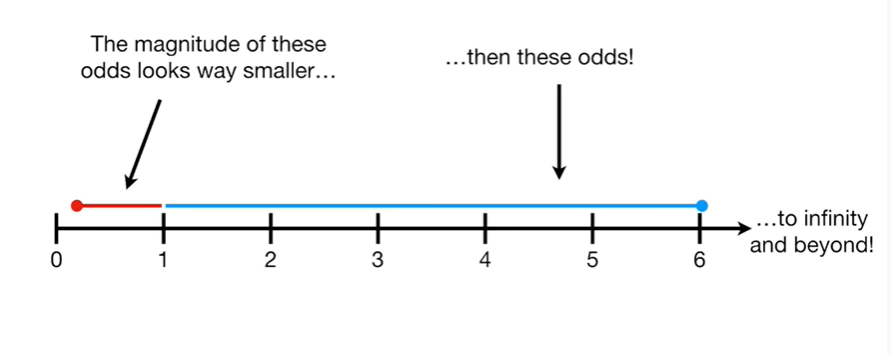 The magnitude of these
odds looks way smaller…
…then these odds!
…to infinity
and beyond!
0 1 2 3 4 5 6